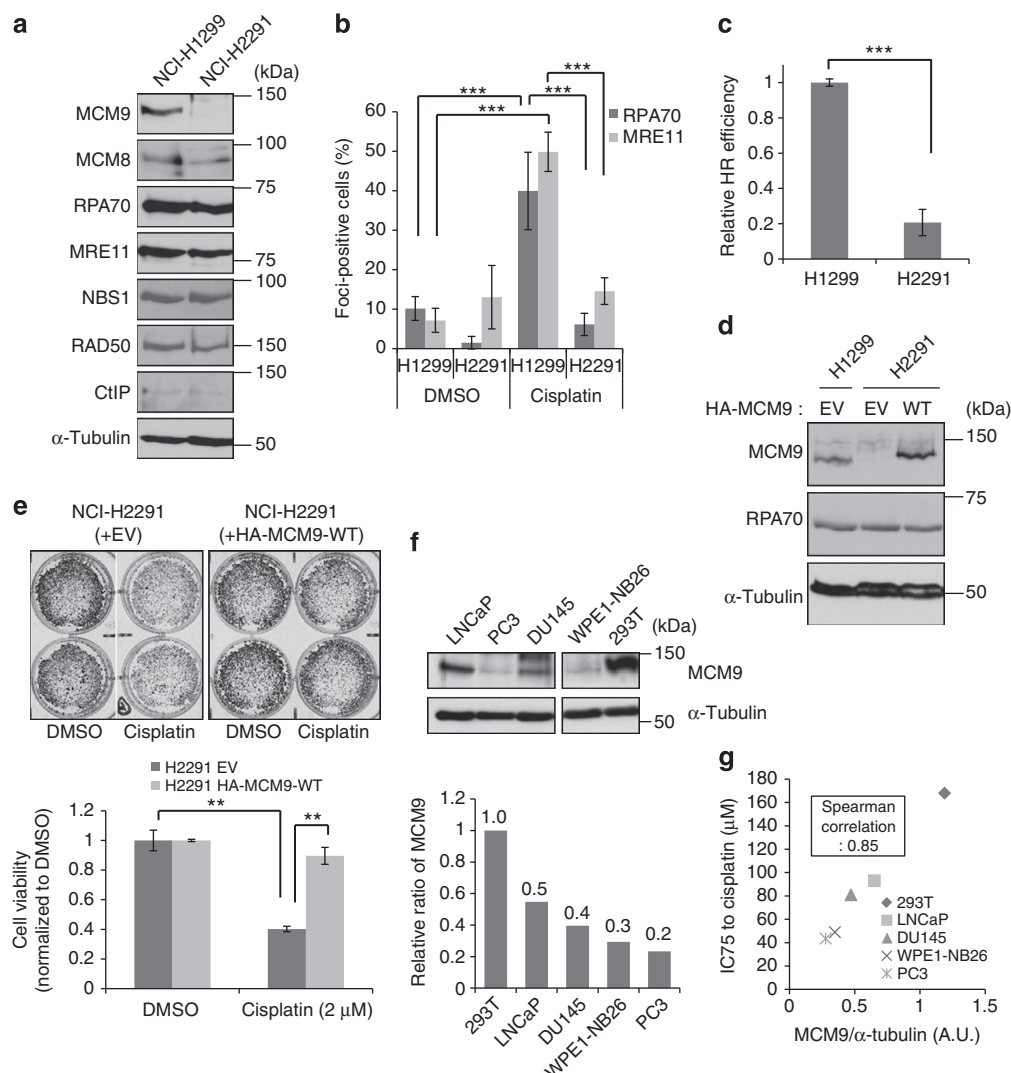 a
NCI-H1299
NCI-H2291
(kDa)
MCM9
150
MCM8
100
RPA70
75
MRE11
75
NBS1
100
RAD50
150
CtIP
150
α-Tubulin
50
b
***
***
***
***
RPA70
MRE11
Foci-positive cells (%)
60
50
40
30
20
10
0
H1299 H2291 H1299 H2291
DMSO Cisplatin
c
***
Relative HR efficiency
1
0.8
0.6
0.4
0.2
0
H1299 H2291
d
H1299 H2291
HA-MCM9 : EV EV WT (kDa)
MCM9
150
RPA70
75
α-Tubulin
50
e
NCI-H2291
(+EV)
NCI-H2291
(+HA-MCM9-WT)
DMSO Cisplatin DMSO Cisplatin
H2291 EV
H2291 HA-MCM9-WT
**
**
Cell viability
(normalized to DMSO)
1.2
1
0.8
0.6
0.4
0.2
0
DMSO Cisplatin (2 μM)
f
LNCaP
PC3
DU145
WPE1-NB26
293T
(kDa)
150
MCM9
α-Tubulin
50
Relative ratio of MCM9
1.2
1
0.8
0.6
0.4
0.2
0
1.0
0.5
0.4
0.3
0.2
293T
LNCaP
DU145
WPE1-NB26
PC3
g
IC75 to cisplatin (μM)
180
160
140
120
100
80
60
40
20
0
Spearman
correlation
: 0.85
293T
LNCaP
DU145
WPE1-NB26
PC3
0 0.5 1 1.5
MCM9/α-tubulin (A.U.)